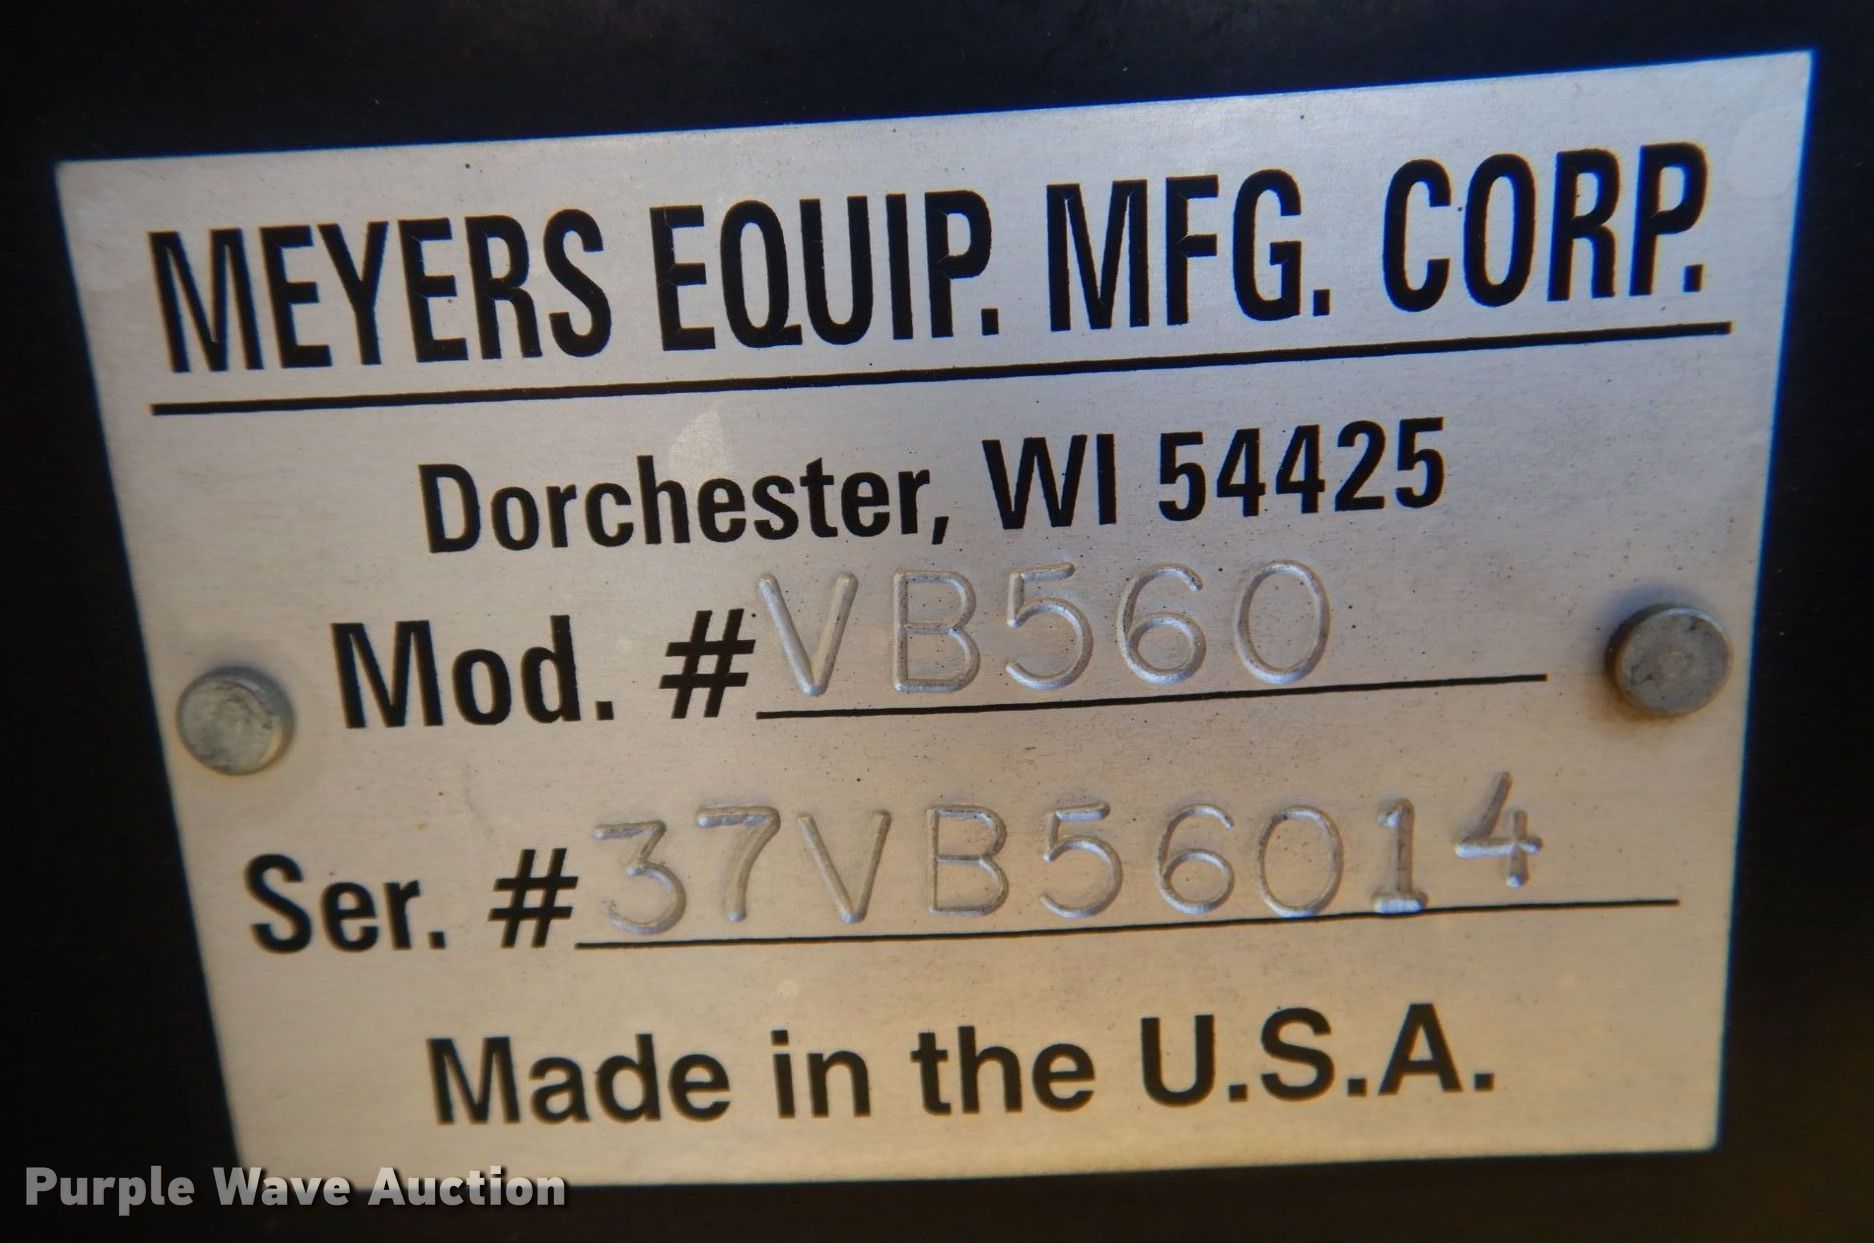 MEYERS EQUIP. MFG. CORP.
Dorchester, WI 54425
Mod. #VB560
Ser. #37VB56014
Made in the U.S.A.
Purple Wave Auction